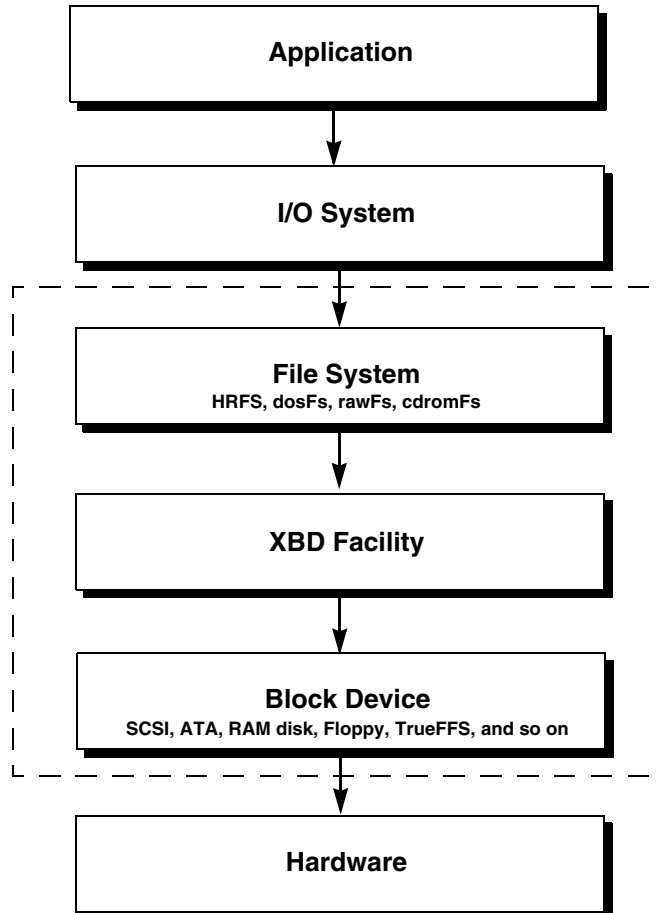 Application
I/O System
File System
HRFS, dosFs, rawFs, cdromFs
XBD Facility
Block Device
SCSI, ATA, RAM disk, Floppy, TrueFFS, and so on
Hardware